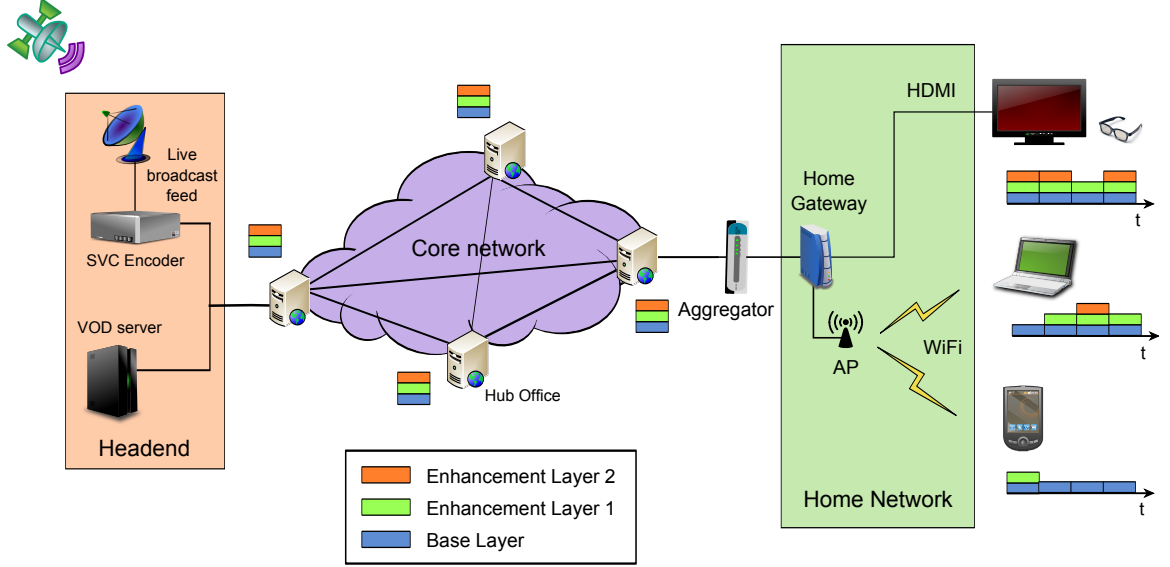 Live
broadcast
feed
SVC Encoder
VOD server
Headend
Core network
Hub Office
Aggregator
Home
Gateway
HDMI
AP
WiFi
Home Network
t
t
t
Enhancement Layer 2
Enhancement Layer 1
Base Layer